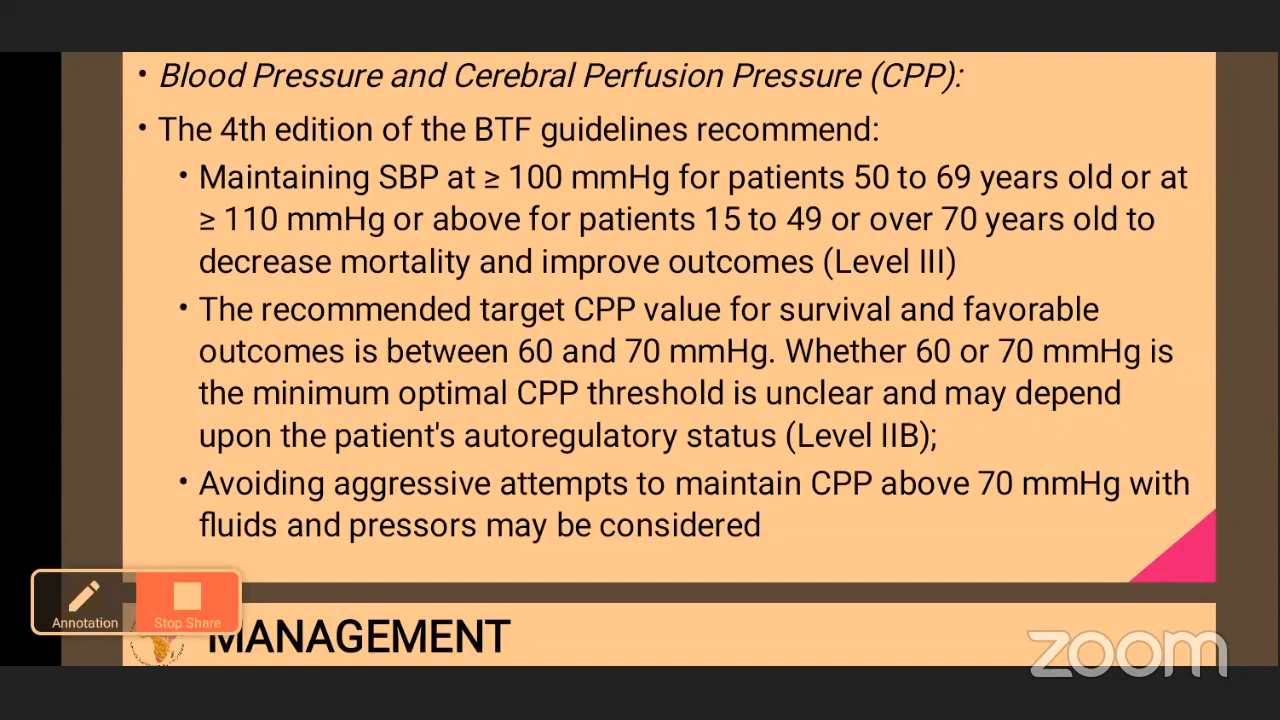 • Blood Pressure and Cerebral Perfusion Pressure (CPP):
• The 4th edition of the BTF guidelines recommend:
• Maintaining SBP at ≥ 100 mmHg for patients 50 to 69 years old or at
≥ 110 mmHg or above for patients 15 to 49 or over 70 years old to
decrease mortality and improve outcomes (Level III)
• The recommended target CPP value for survival and favorable
outcomes is between 60 and 70 mmHg. Whether 60 or 70 mmHg is
the minimum optimal CPP threshold is unclear and may depend
upon the patient's autoregulatory status (Level IIB);
• Avoiding aggressive attempts to maintain CPP above 70 mmHg with
fluids and pressors may be considered
Annotation
Stop Share
MANAGEMENT
zoom